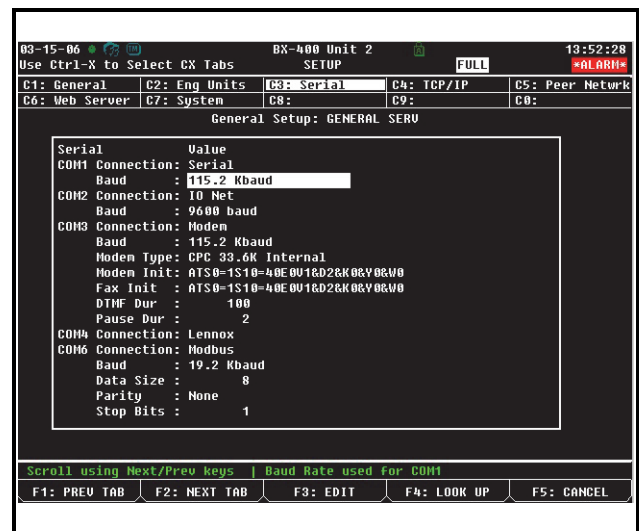 03-15-06 TM BX-400 Unit 2 13:52:28
Use Ctrl-X to Select CX Tabs SETUP FULL *ALARM*
C1: General C2: Eng Units C3: Serial C4: TCP/IP C5: Peer Netwrk
C6: Web Server C7: System C8: C9: C0:
General Setup: GENERAL SERV
Serial Value
COM1 Connection: Serial
Baud : 115.2 Kbaud
COM2 Connection: IO Net
Baud : 9600 baud
COM3 Connection: Modem
Baud : 115.2 Kbaud
Modem Type: CPC 33.6K Internal
Modem Init: ATS0=1S10=40E0V1&D2&K0&Y0&W0
Fax Init : ATS0=1S10=40E0V1&D2&K0&Y0&W0
DTMF Dur : 100
Pause Dur : 2
COM4 Connection: Lennox
COM6 Connection: Modbus
Baud : 19.2 Kbaud
Data Size : 8
Parity : None
Stop Bits : 1
Scroll using Next/Prev keys | Baud Rate used for COM1
F1: PREV TAB F2: NEXT TAB F3: EDIT F4: LOOK UP F5: CANCEL